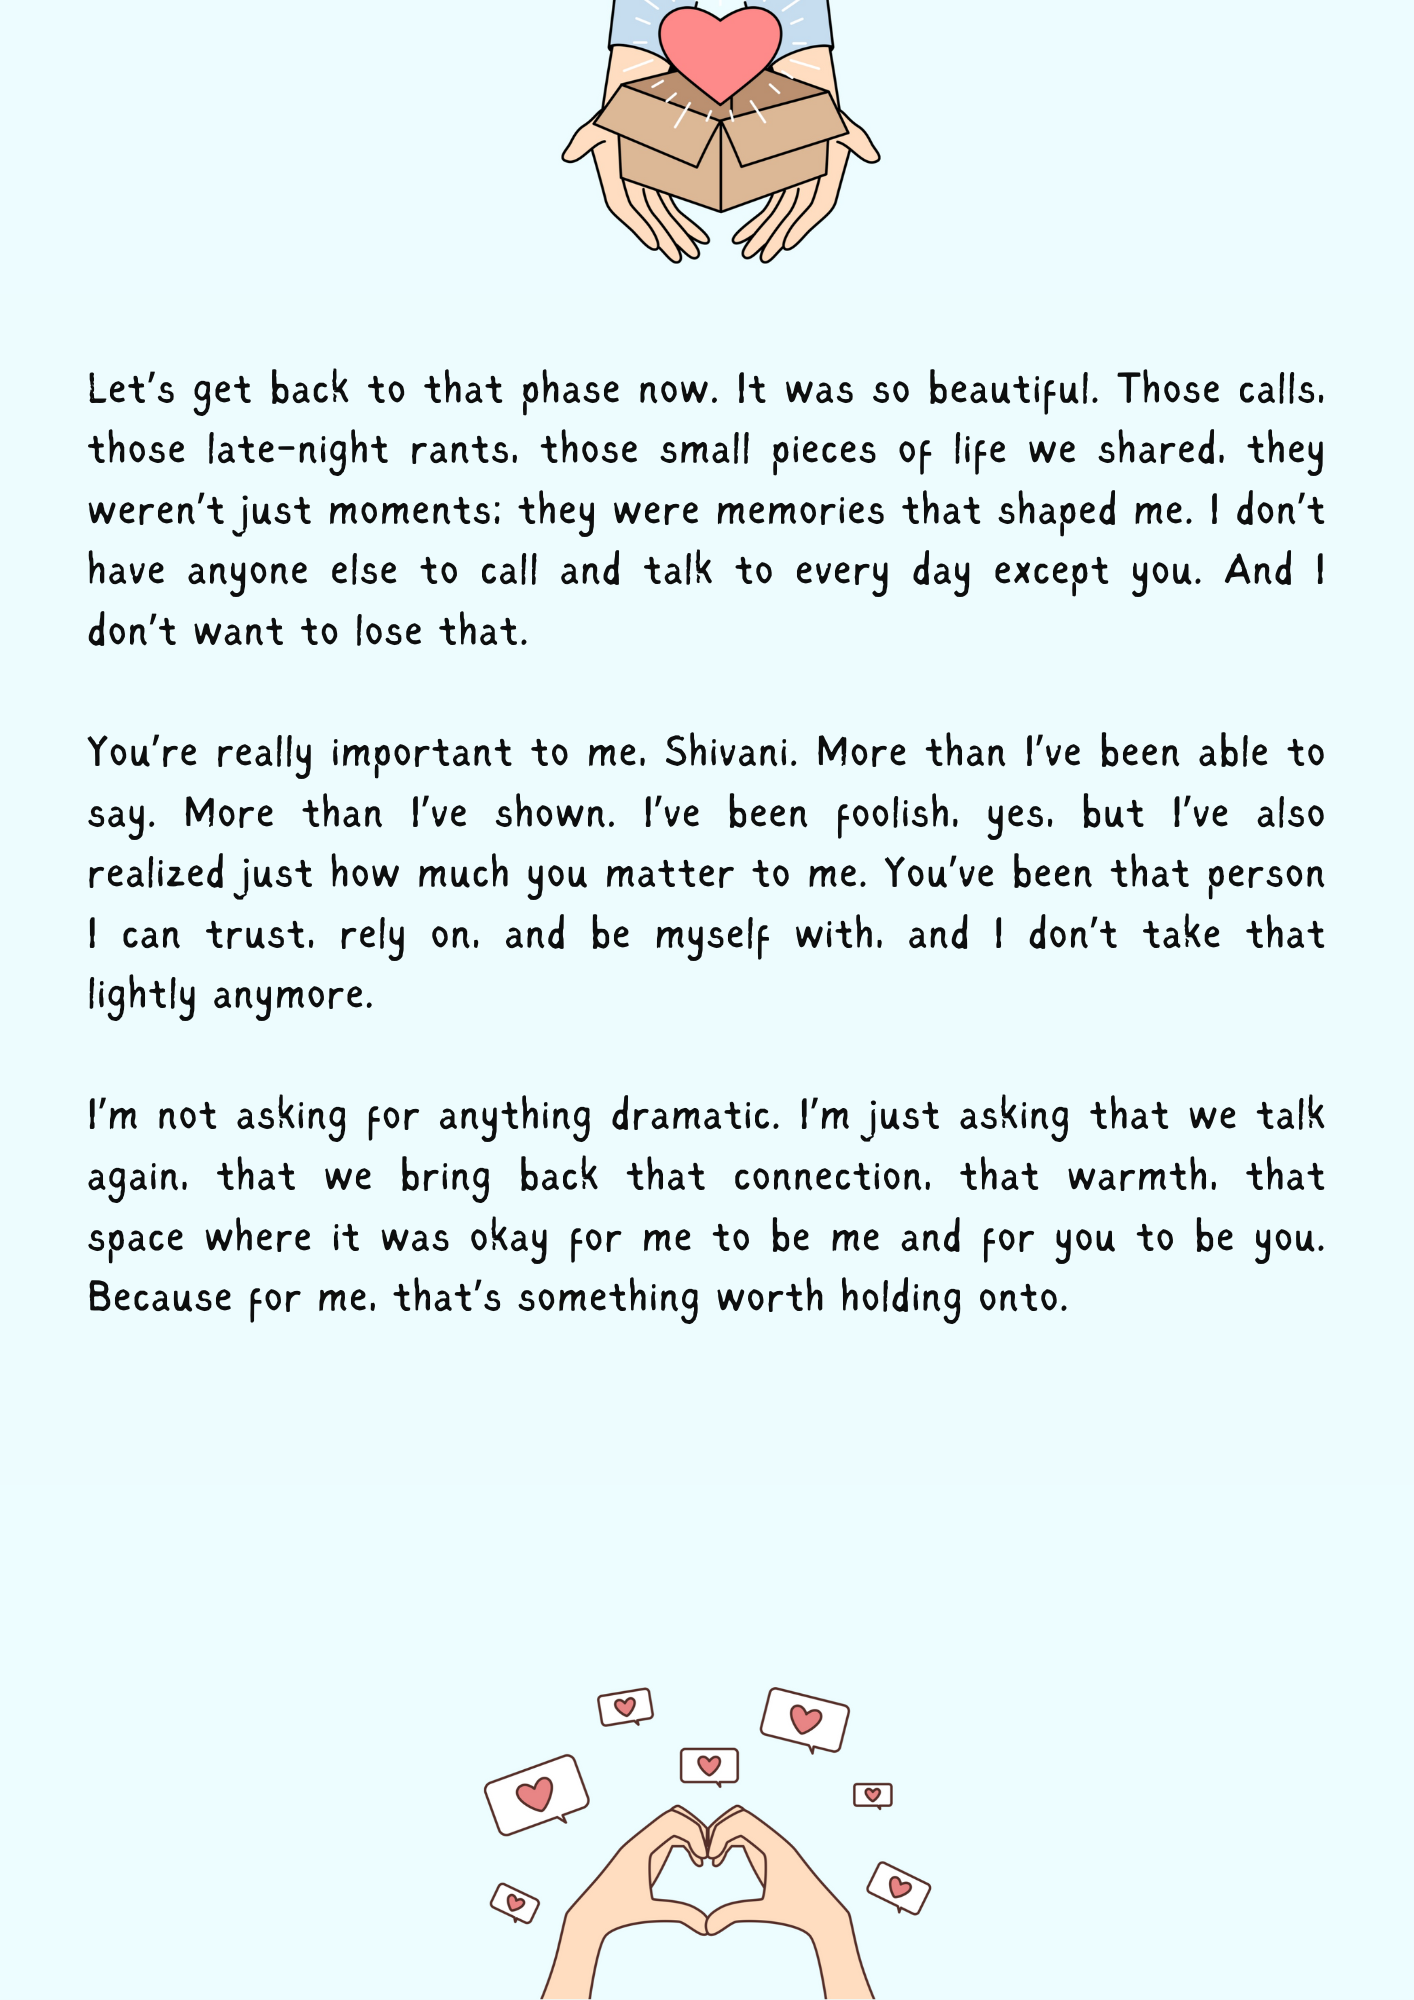 Let's get back to that phase now. It was so beautiful. Those calls,
those late-night rants, those small pieces of life we shared, they
weren't just moments; they were memories that shaped me. I don't
have anyone else to call and talk to every day except you. And I
don't want to lose that.
You're really important to me, Shivani. More than I've been able to
say. More than I've shown. I've been foolish, yes, but I've also
realized just how much you matter to me. You've been that person
I can trust, rely on, and be myself with, and I don't take that
lightly anymore.
I'm not asking for anything dramatic. I'm just asking that we talk
again, that we bring back that connection, that warmth, that
space where it was okay for me to be me and for you to be you.
Because for me, that's something worth holding onto.